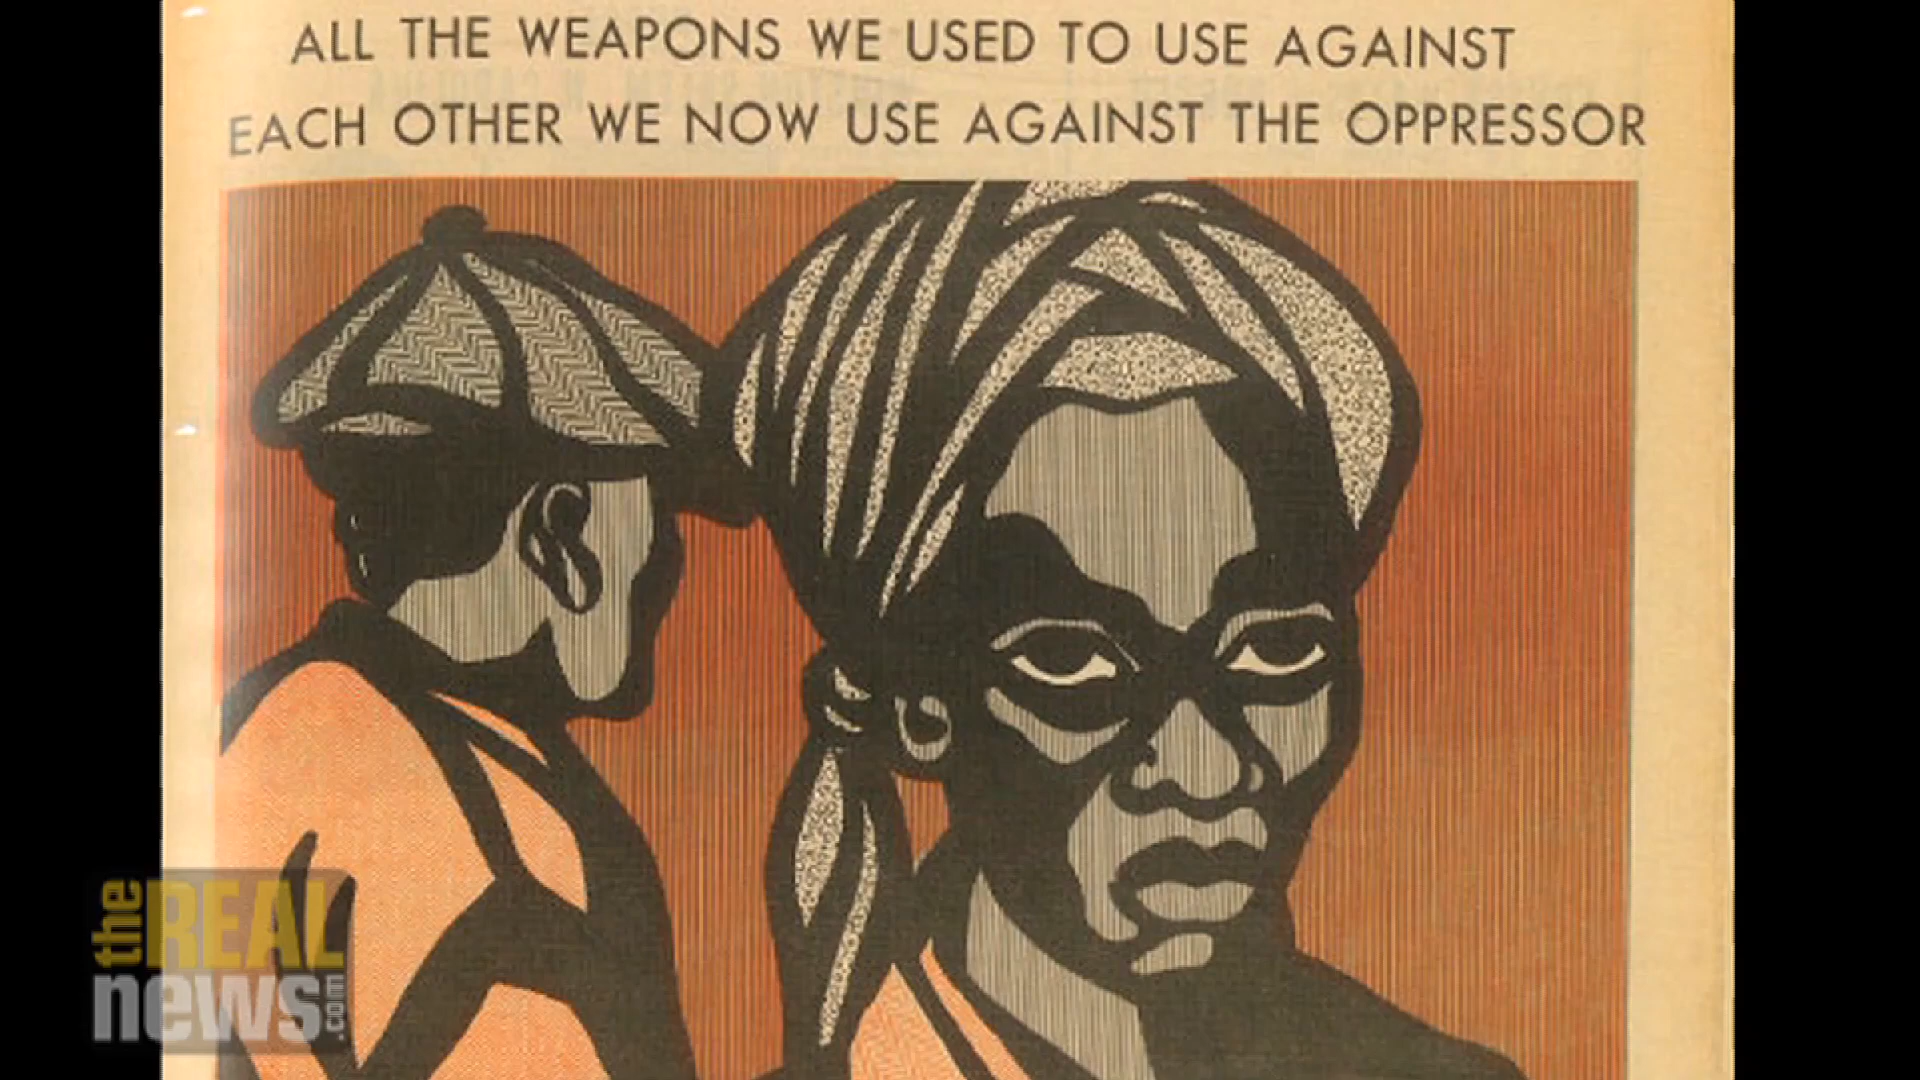 ALL THE WEAPONS WE USED TO USE AGAINST
EACH OTHER WE NOW USE AGAINST THE OPPRESSOR
the REAL
news.com